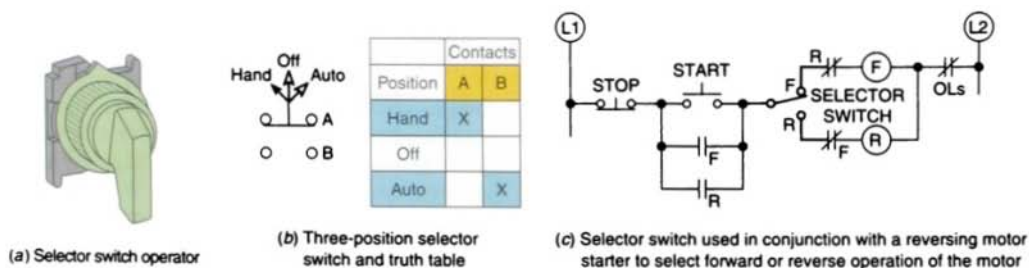 (a) Selector switch operator
Off
Hand Auto
A
B
Contacts
Position A B
Hand X
Off
Auto X
(b) Three-position selector
switch and truth table
L1
L2
STOP
START
F
R
R
F
F
SELECTOR
SWITCH
OLs
R
F
R
(c) Selector switch used in conjunction with a reversing motor
starter to select forward or reverse operation of the motor